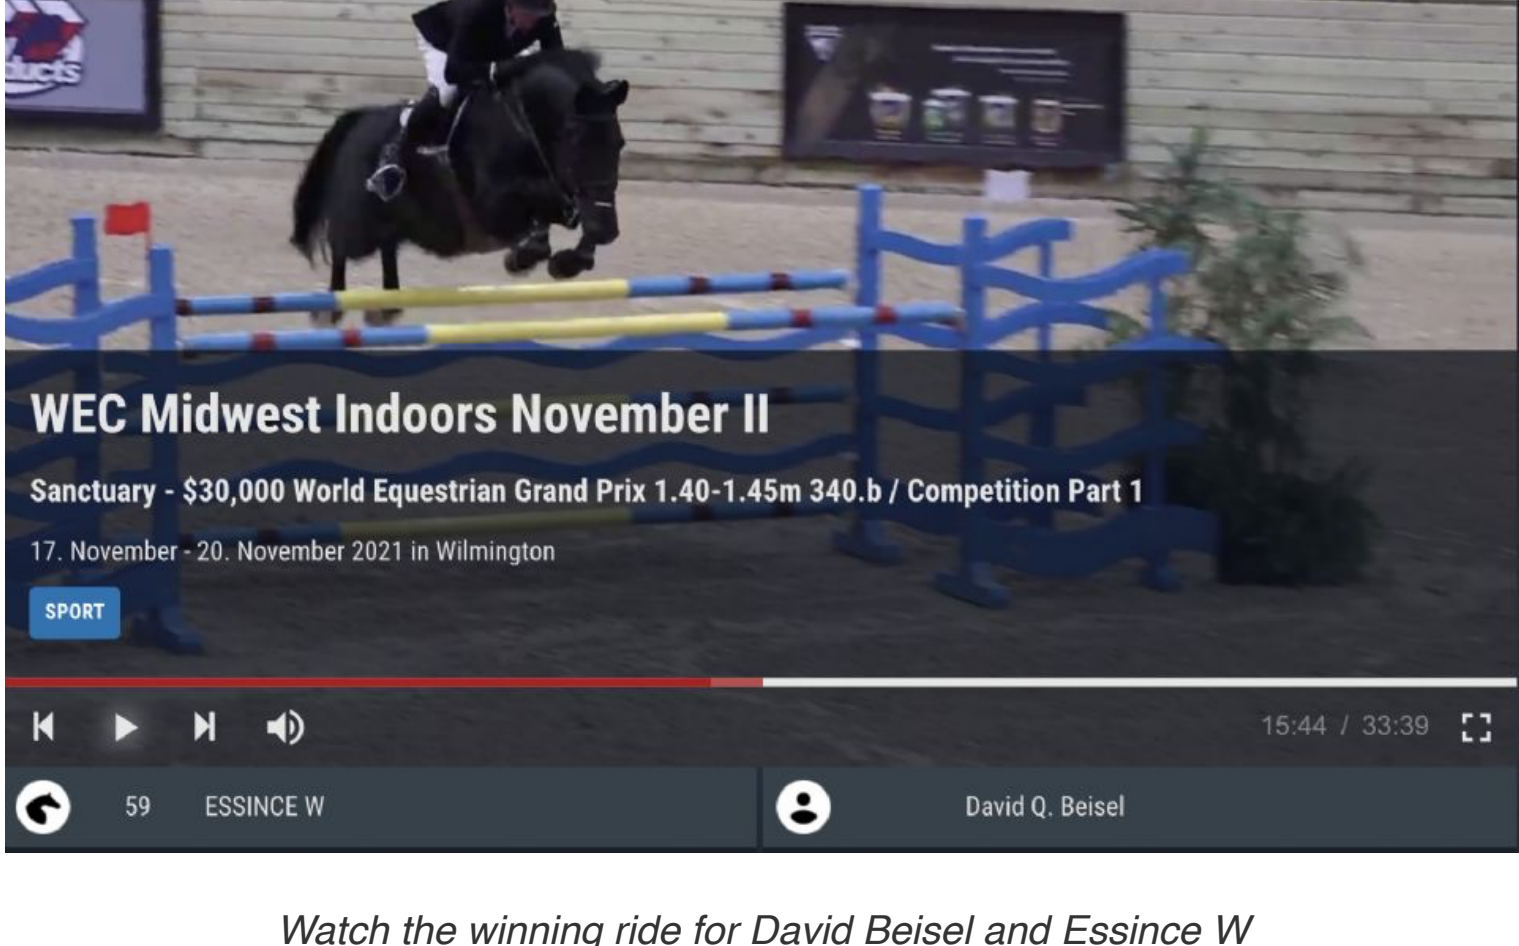 ducts
WEC Midwest Indoors November II
Sanctuary - $30,000 World Equestrian Grand Prix 1.40-1.45m 340.b / Competition Part 1
17. November - 20. November 2021 in Wilmington
SPORT
15:44 / 33:39
59 ESSINCE W David Q. Beisel
Watch the winning ride for David Beisel and Essince W